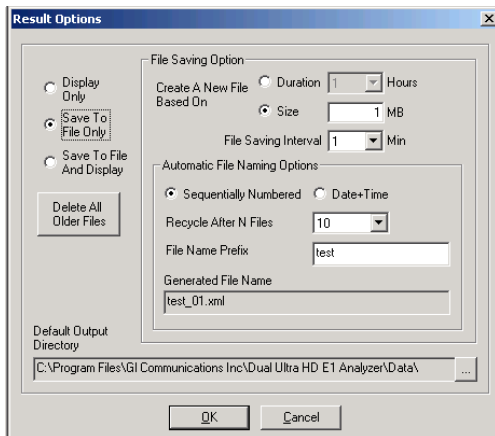 Result Options
Display
Only
Save To
File Only
Save To File
And Display
Delete All
Older Files
File Saving Option
Create A New File
Based On
Duration 1 Hours
Size 1 MB
File Saving Interval 1 Min
Automatic File Naming Options
Sequentially Numbered Date+Time
Recycle After N Files 10
File Name Prefix test
Generated File Name
test_01.xml
Default Output
Directory
C:\Program Files\GI Communications Inc\Dual Ultra HD E1 Analyzer\Data\ ...
OK Cancel